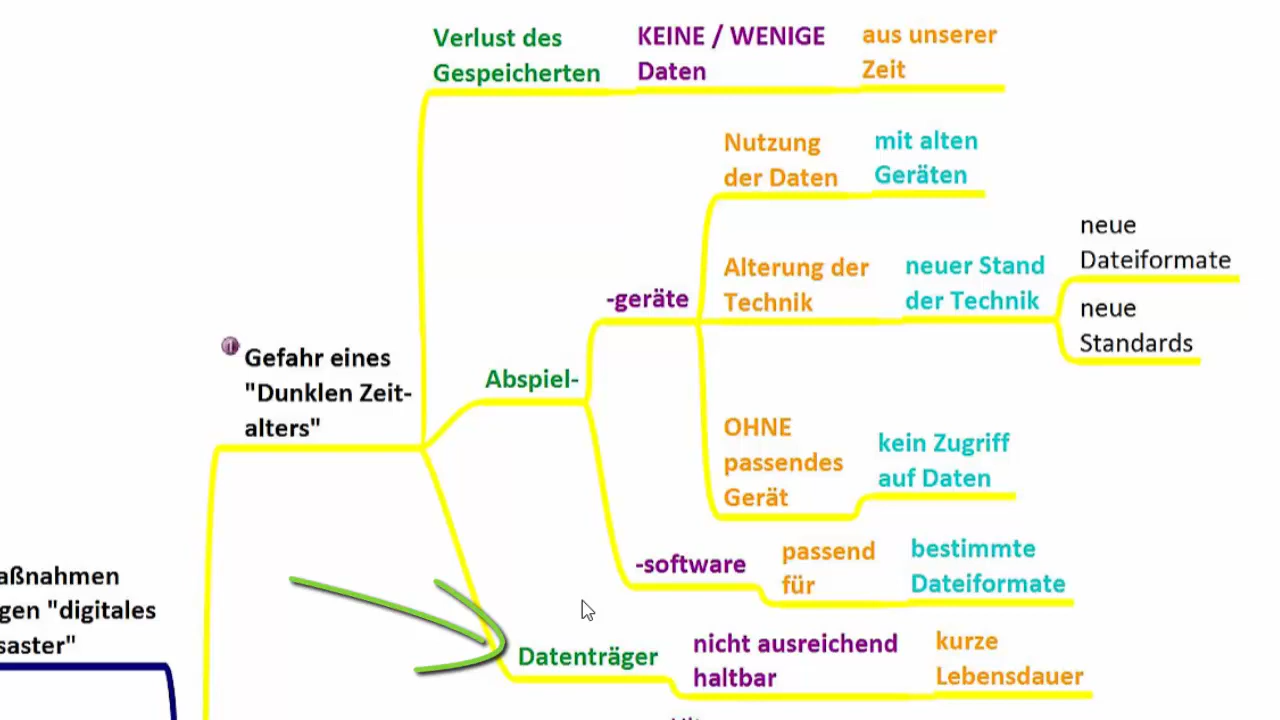 Verlust des
Gespeicherten
KEINE / WENIGE
Daten
aus unserer
Zeit
Nutzung
der Daten
mit alten
Geräten
neue
Dateiformate
Alterung der
Technik
neuer Stand
der Technik
neue
Standards
-geräte
Gefahr eines
"Dunklen Zeit-
alters"
Abspiel-
OHNE
passendes
Gerät
kein Zugriff
auf Daten
-software
passend
für
bestimmte
Dateiformate
aßnahmen
gen "digitales
saster"
Datenträger
nicht ausreichend
haltbar
kurze
Lebensdauer